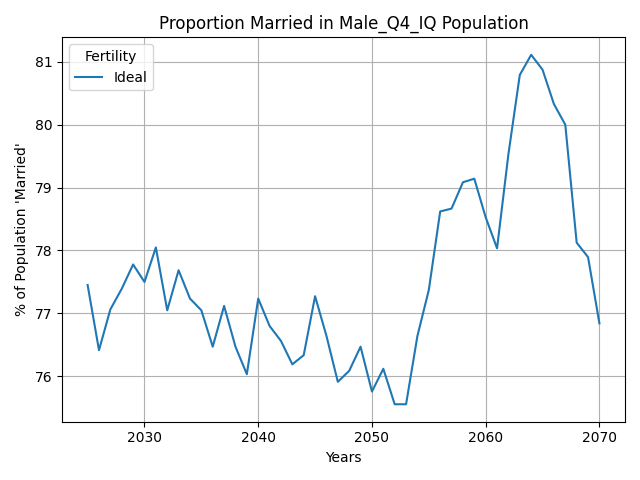 Proportion Married in Male_Q4_IQ Population
Fertility
Ideal
% of Population 'Married'
81
80
79
78
77
76
2030
2040
2050
2060
2070
Years